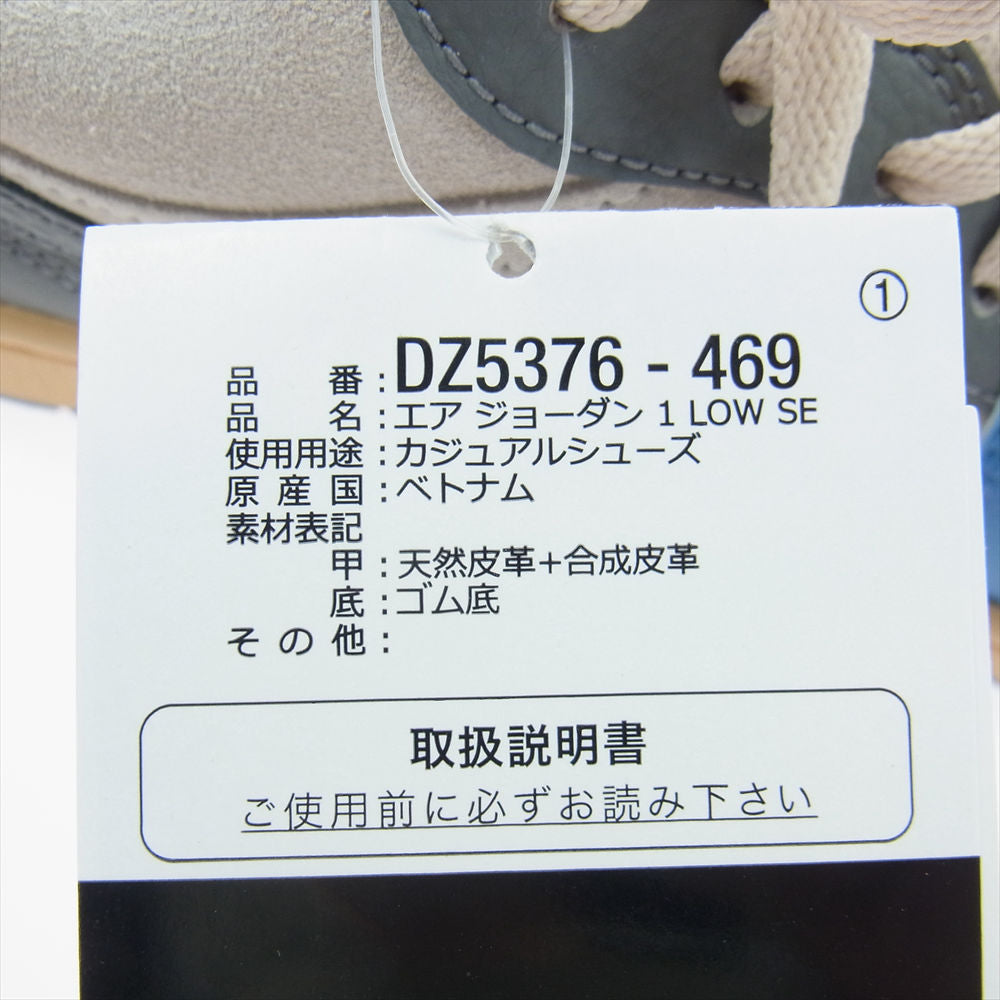 ①
品番:DZ5376 - 469
品名:エア ジョーダン 1 LOW SE
使用用途:カジュアルシューズ
原産国:ベトナム
素材表記
甲:天然皮革+合成皮革
底:ゴム底
その他:
取扱説明書
ご使用前に必ずお読み下さい